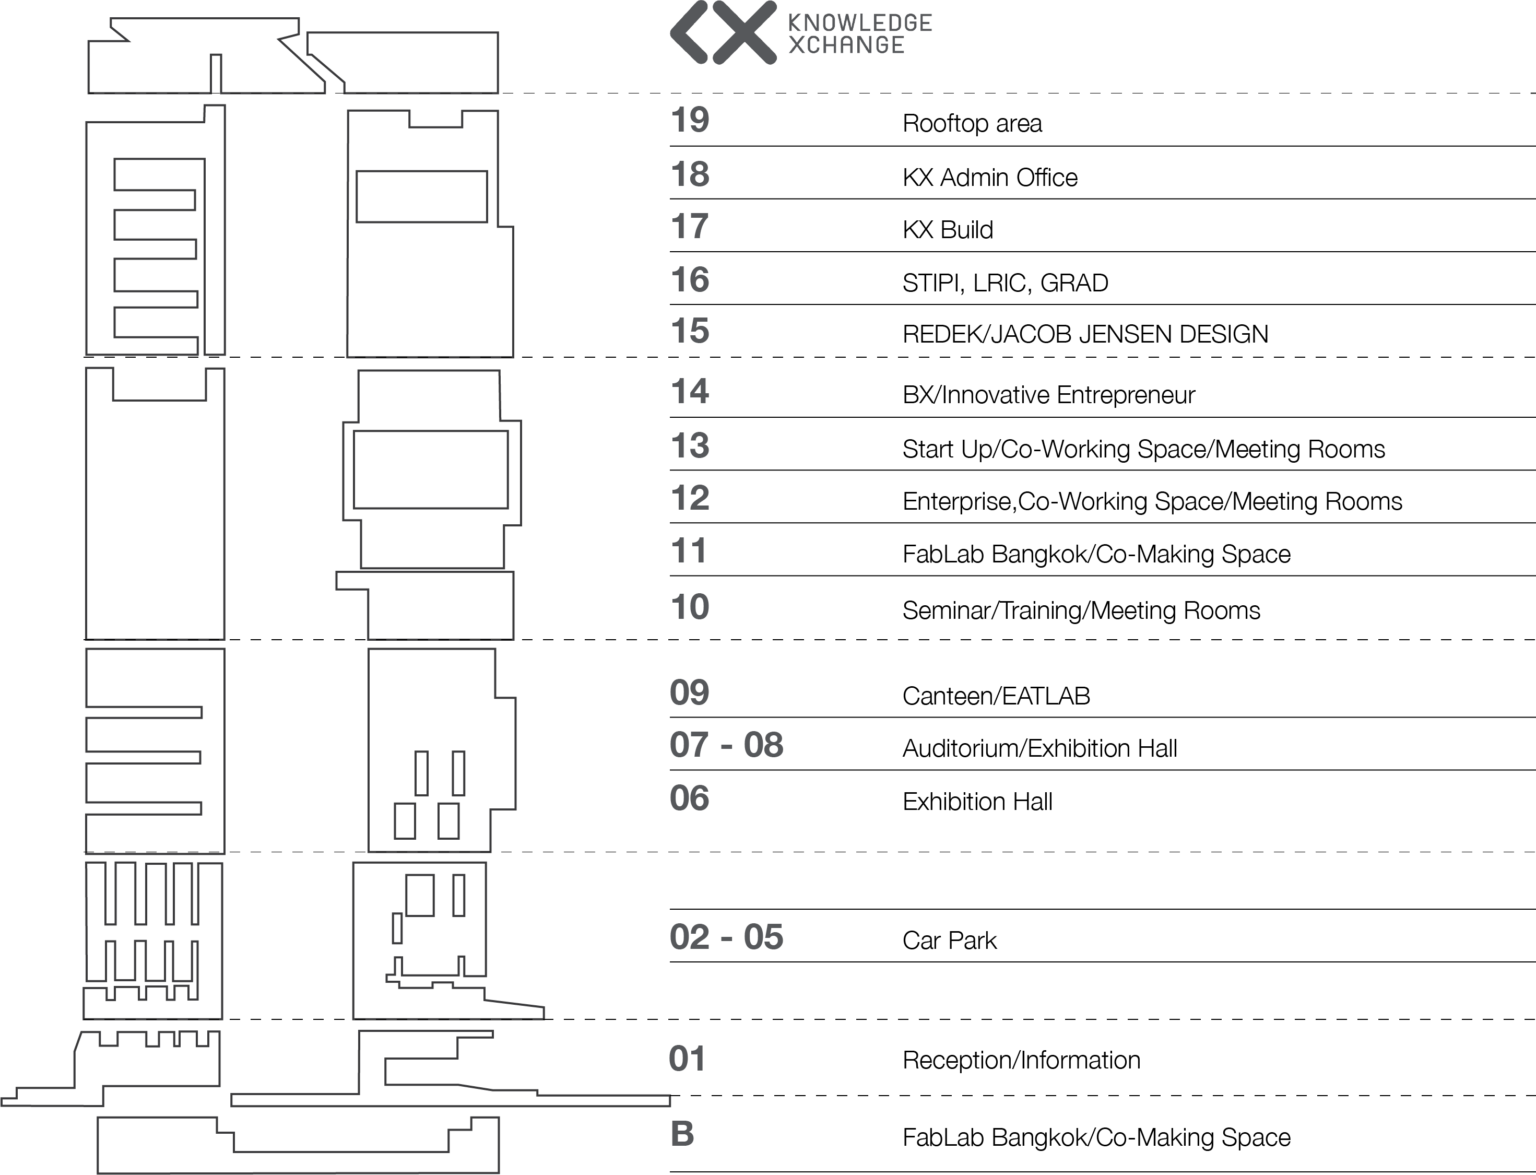 KNOWLEDGE
XCHANGE
19 Rooftop area
18 KX Admin Office
17 KX Build
16 STIPI, LRIC, GRAD
15 REDEK/JACOB JENSEN DESIGN
14 BX/Innovative Entrepreneur
13 Start Up/Co-Working Space/Meeting Rooms
12 Enterprise,Co-Working Space/Meeting Rooms
11 FabLab Bangkok/Co-Making Space
10 Seminar/Training/Meeting Rooms
09 Canteen/EATLAB
07 - 08 Auditorium/Exhibition Hall
06 Exhibition Hall
02 - 05 Car Park
01 Reception/Information
B FabLab Bangkok/Co-Making Space